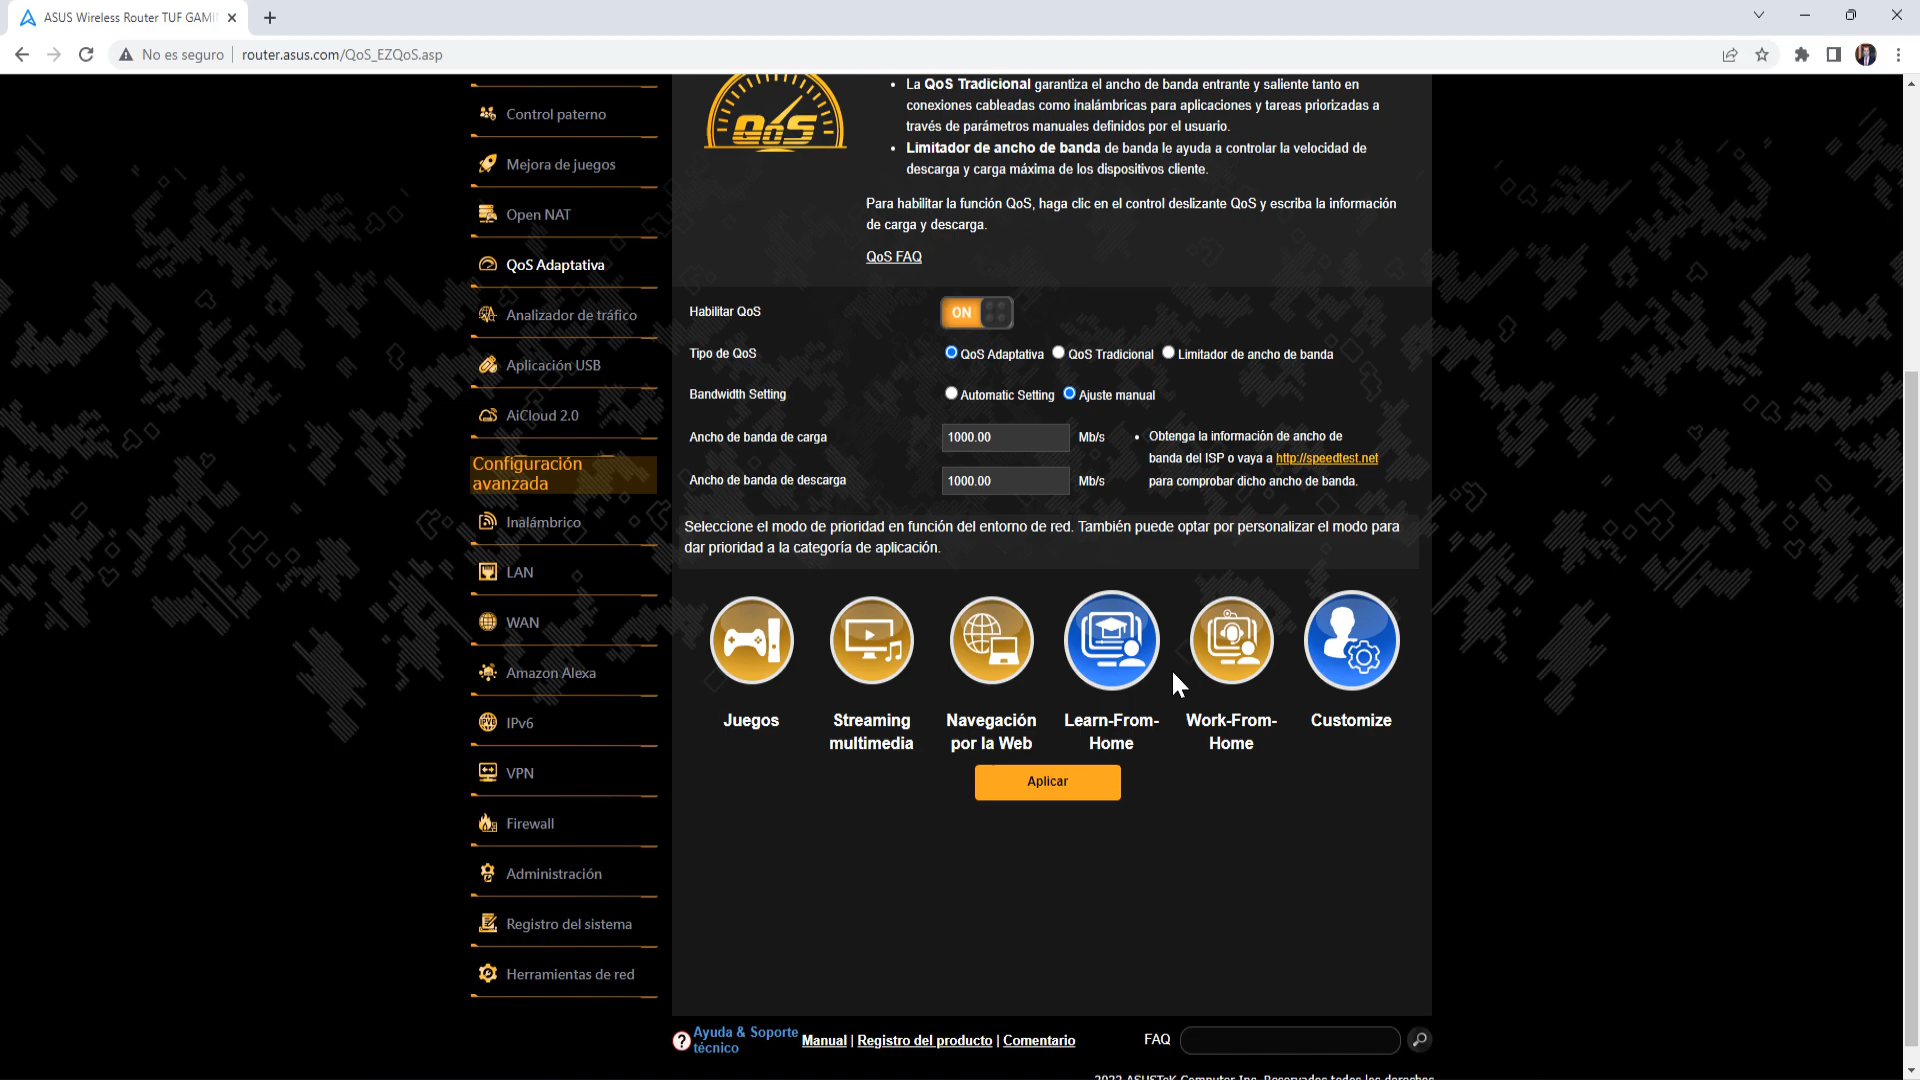 ASUS Wireless Router TUF GAMI
No es seguro
router.asus.com/QoS_EZQoS.asp
Control paterno
Mejora de juegos
Open NAT
QoS Adaptativa
Analizador de tráfico
Aplicación USB
AiCloud 2.0
Configuración
avanzada
Inalámbrico
LAN
WAN
Amazon Alexa
IPv6
VPN
Firewall
Administración
Registro del sistema
Herramientas de red
QoS
La QoS Tradicional garantiza el ancho de banda entrante y saliente tanto en
conexiones cableadas como inalámbricas para aplicaciones y tareas priorizadas a
través de parámetros manuales definidos por el usuario.
Limitador de ancho de banda de banda le ayuda a controlar la velocidad de
descarga y carga máxima de los dispositivos cliente.
Para habilitar la función QoS, haga clic en el control deslizante QoS y escriba la información
de carga y descarga.
QoS FAQ
Habilitar QoS
ON
Tipo de QoS
QoS Adaptativa QoS Tradicional Limitador de ancho de banda
Bandwidth Setting
Automatic Setting Ajuste manual
Ancho de banda de carga
1000.00 Mb/s
Ancho de banda de descarga
1000.00 Mb/s
Obtenga la información de ancho de
banda del ISP o vaya a http://speedtest.net
para comprobar dicho ancho de banda.
Seleccione el modo de prioridad en función del entorno de red. También puede optar por personalizar el modo para
dar prioridad a la categoría de aplicación.
Juegos
Streaming
multimedia
Navegación
por la Web
Learn-From-
Home
Work-From-
Home
Customize
Aplicar
Ayuda & Soporte
técnico
Manual | Registro del producto | Comentario
FAQ
2022 ASUSTeK Computer Inc. Reservados todos los derechos